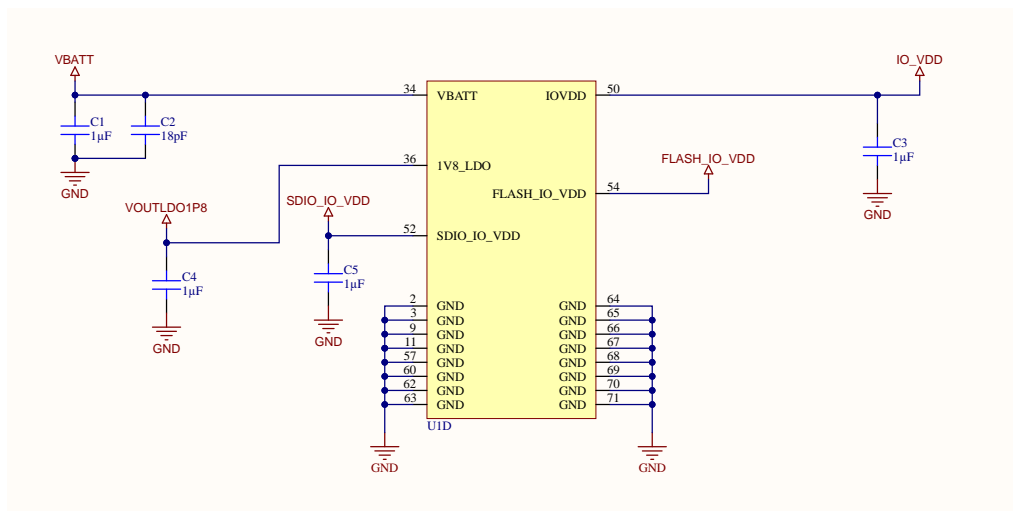 VBATT
IO_VDD
34
VBATT
IOVDD
50
C1
1µF
C2
18pF
C3
1µF
36
1V8_LDO
FLASH_IO_VDD
FLASH_IO_VDD
54
GND
GND
VOUTLDO1P8
SDIO_IO_VDD
52
SDIO_IO_VDD
C4
1µF
C5
1µF
GND
GND
2
GND
GND
64
3
GND
GND
65
9
GND
GND
66
11
GND
GND
67
57
GND
GND
68
60
GND
GND
69
62
GND
GND
70
63
GND
GND
71
U1D
GND
GND